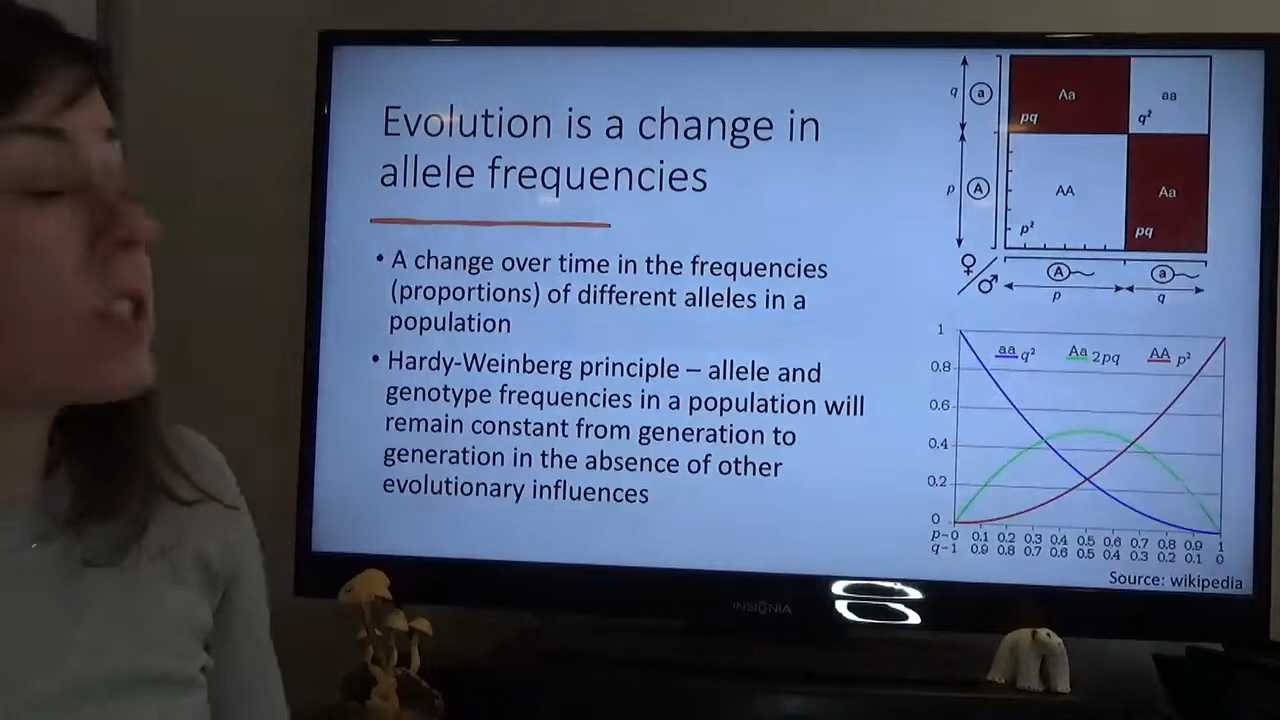 Evolution is a change in
allele frequencies
• A change over time in the frequencies
(proportions) of different alleles in a
population
• Hardy-Weinberg principle – allele and
genotype frequencies in a population will
remain constant from generation to
generation in the absence of other
evolutionary influences
q a Aa aa
pq q²
p A AA Aa
p² pq
♀/♂ A a
p q
1
aa q² Aa 2pq AA p²
0.8
0.6
0.4
0.2
0
p-0 0.1 0.2 0.3 0.4 0.5 0.6 0.7 0.8 0.9 1
q-1 0.9 0.8 0.7 0.6 0.5 0.4 0.3 0.2 0.1 0
Source: wikipedia
INSIGNIA